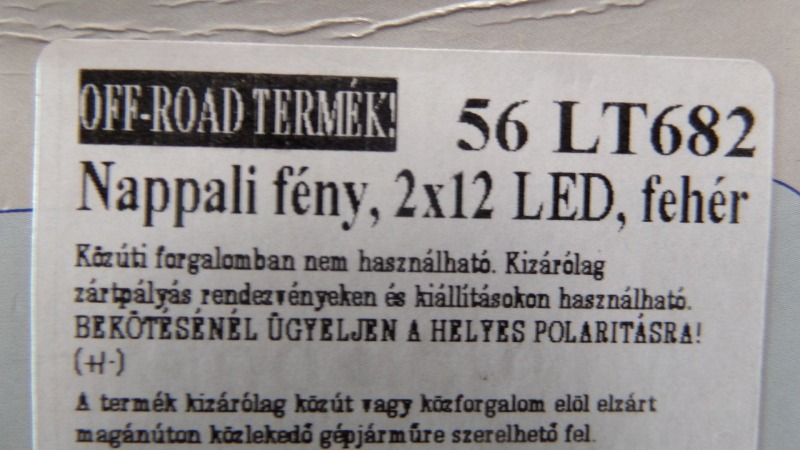 OFF-ROAD TERMÉK! 56 LT682
Nappali fény, 2x12 LED, fehér
Közúti forgalomban nem használható. Kizárólag
zártpályás rendezvényeken és kiállításokon használható.
BEKÖTÉSÉNÉL ÜGYELJEN A HELYES POLARITÁSRA!
(+/-)
A termék kizárólag közút vagy közforgalom elöl elzárt
magánúton közlekedő gépjárműre szerelhető fel.